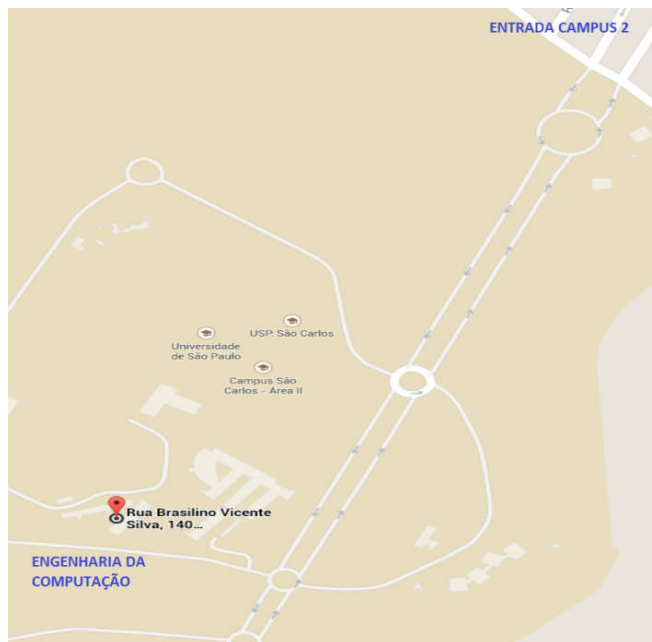 ENTRADA CAMPUS 2
USP: São Carlos
Universidade
de São Paulo
Campus São
Carlos - Área II
Rua Brasilino Vicente
Silva, 140...
ENGENHARIA DA
COMPUTAÇÃO